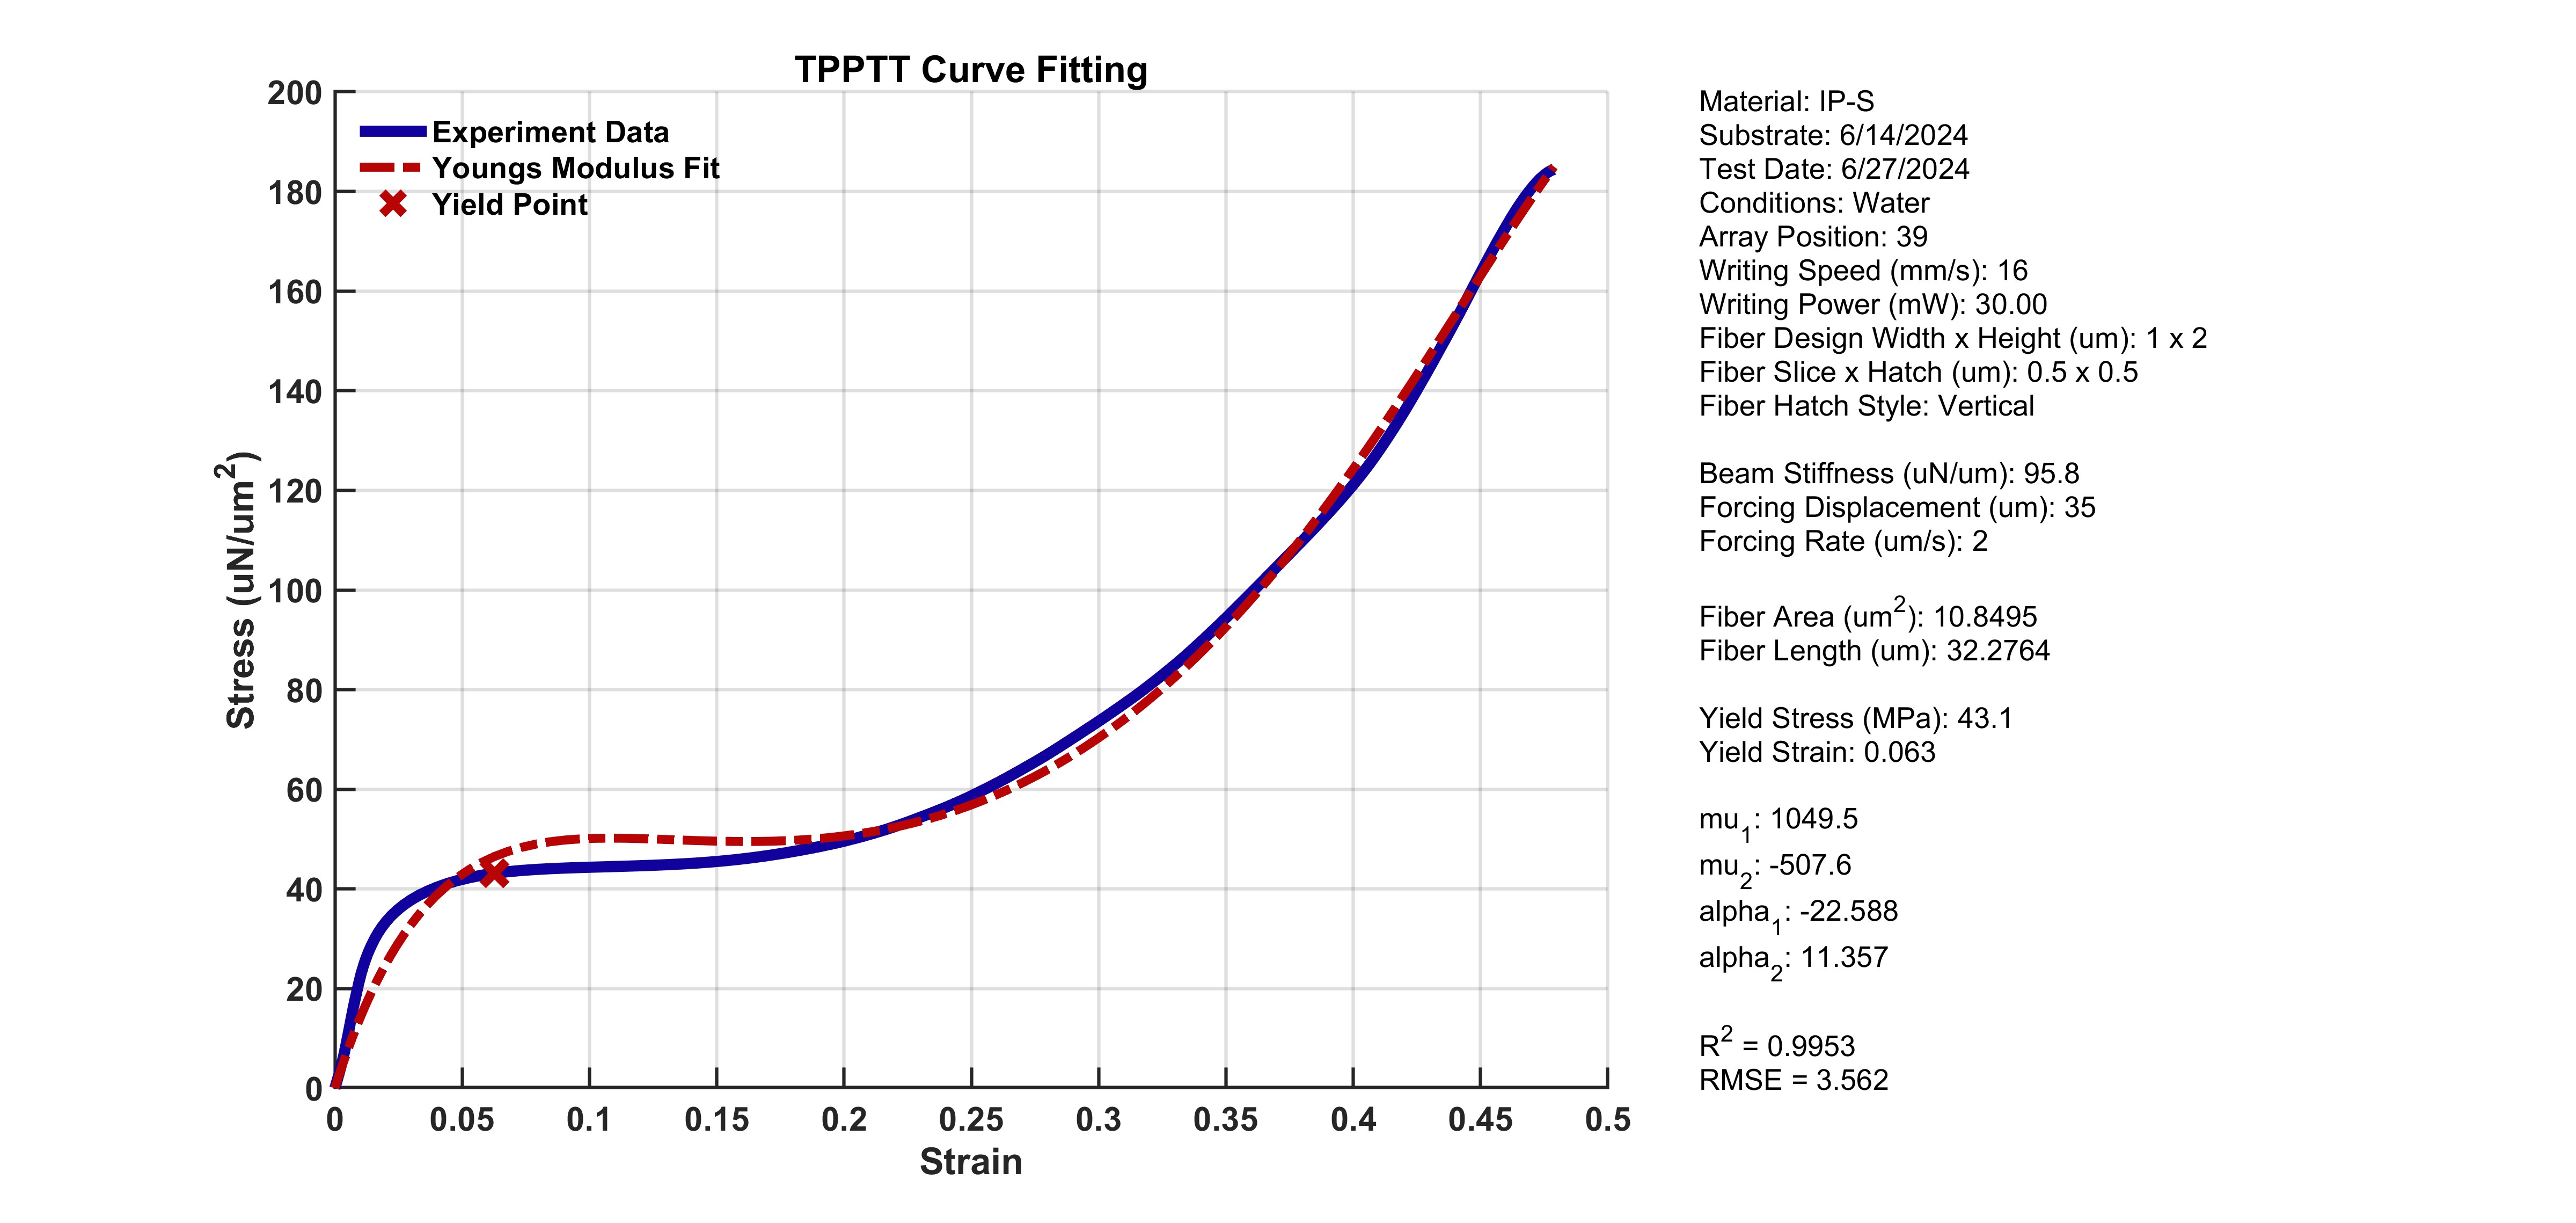 TPPTT Curve Fitting
Experiment Data
Youngs Modulus Fit
Yield Point
200
180
160
140
120
100
80
60
40
20
0
Stress (uN/um²)
0 0.05 0.1 0.15 0.2 0.25 0.3 0.35 0.4 0.45 0.5
Strain
Material: IP-S
Substrate: 6/14/2024
Test Date: 6/27/2024
Conditions: Water
Array Position: 39
Writing Speed (mm/s): 16
Writing Power (mW): 30.00
Fiber Design Width x Height (um): 1 x 2
Fiber Slice x Hatch (um): 0.5 x 0.5
Fiber Hatch Style: Vertical
Beam Stiffness (uN/um): 95.8
Forcing Displacement (um): 35
Forcing Rate (um/s): 2
Fiber Area (um²): 10.8495
Fiber Length (um): 32.2764
Yield Stress (MPa): 43.1
Yield Strain: 0.063
mu₁: 1049.5
mu₂: -507.6
alpha₁: -22.588
alpha₂: 11.357
R² = 0.9953
RMSE = 3.562